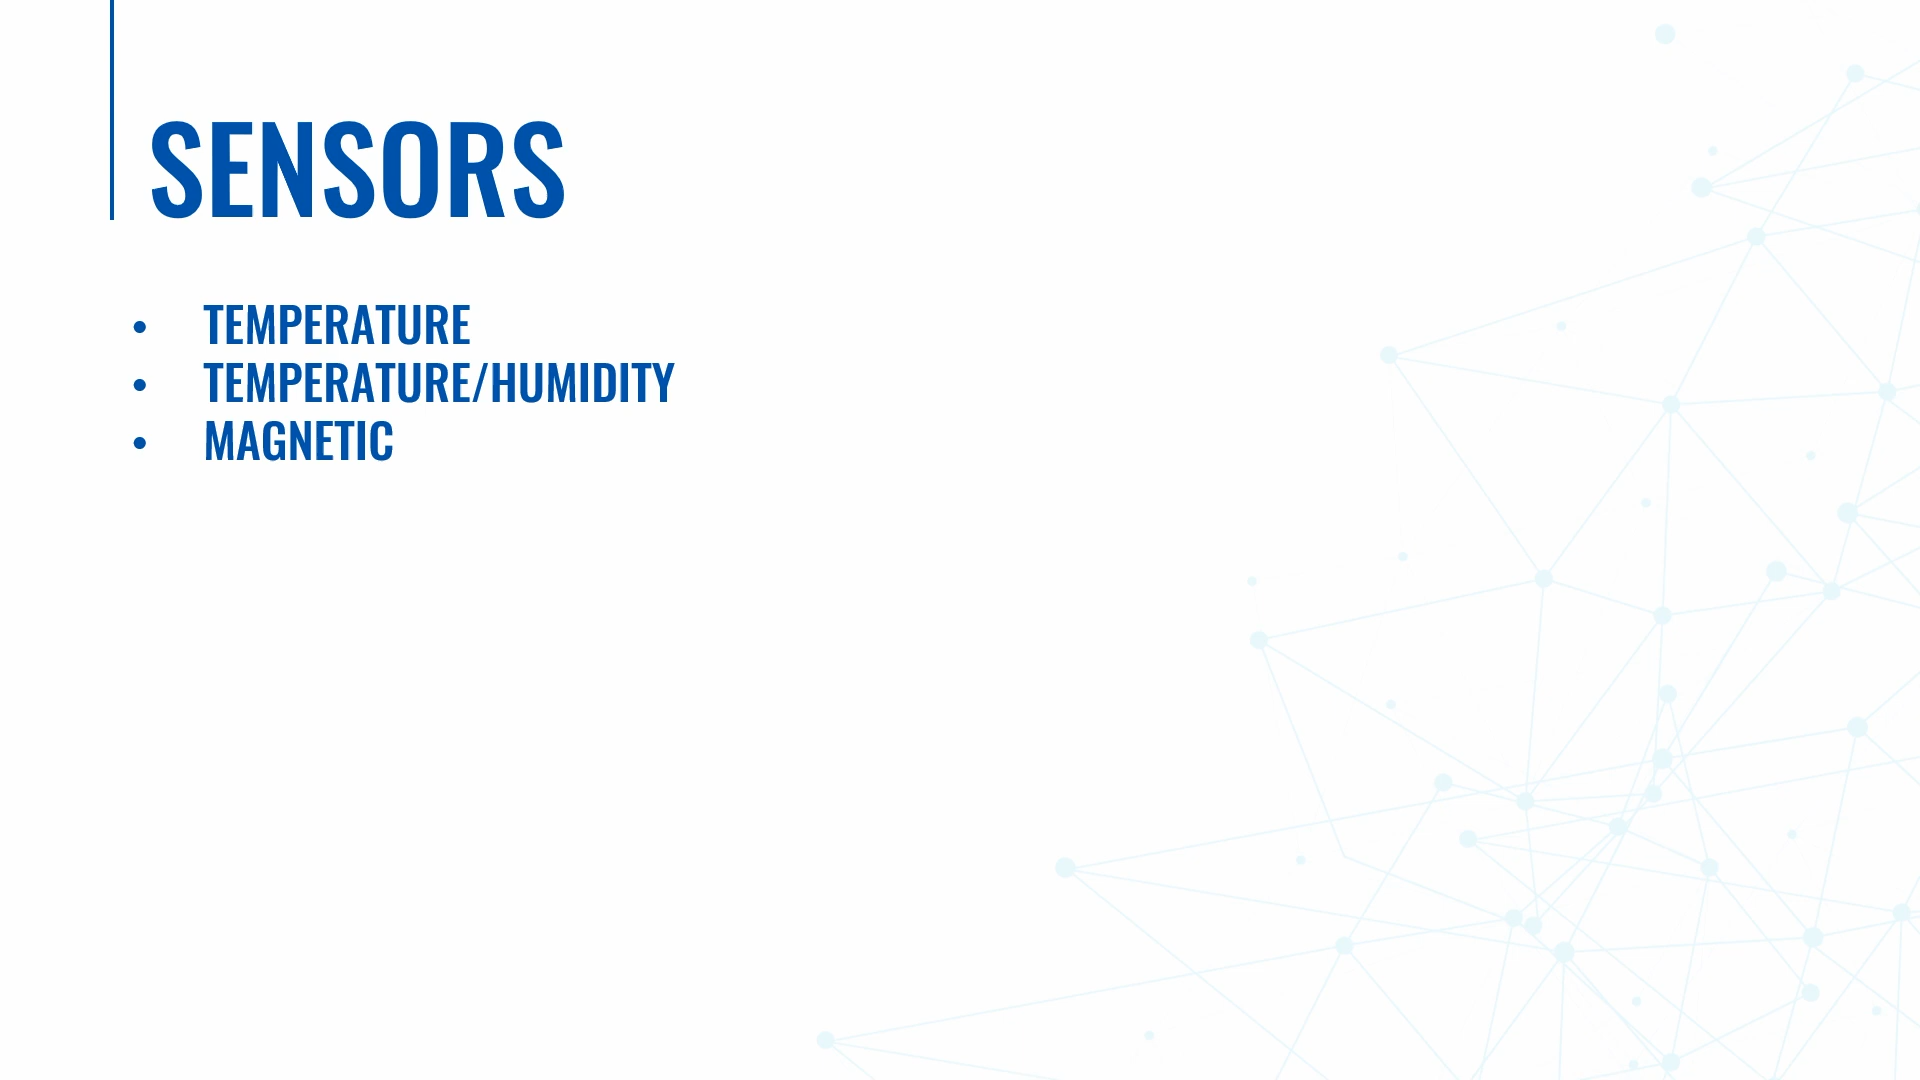 SENSORS
• TEMPERATURE
• TEMPERATURE/HUMIDITY
• MAGNETIC